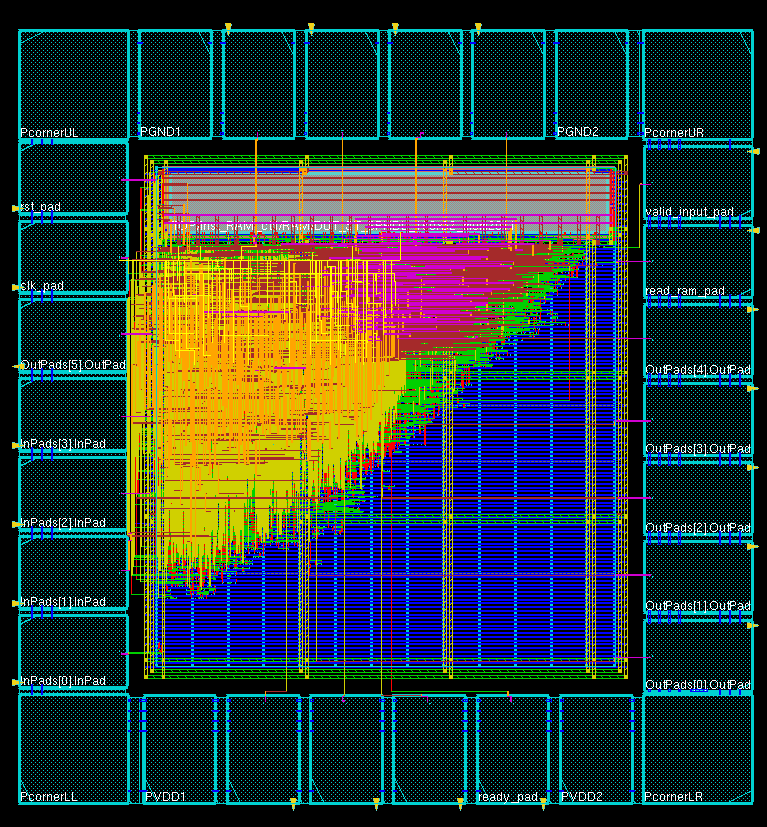 PcornerUL
PGND1
PGND2
PcornerUR
rst_pad
valid_input_pad
clk_pad
read_ram_pad
OutPads[5].OutPad
OutPads[4].OutPad
InPads[3].InPad
OutPads[3].OutPad
InPads[2].InPad
OutPads[2].OutPad
InPads[1].InPad
OutPads[1].OutPad
InPads[0].InPad
OutPads[0].OutPad
PcornerLL
PVDD1
ready_pad
PVDD2
PcornerLR